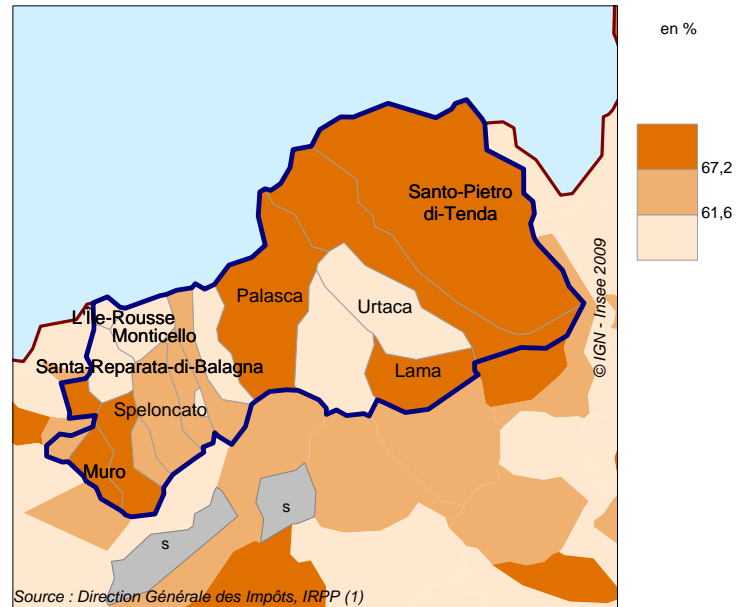 en %
67,2
61,6
Santo-Pietro
di-Tenda
Palasca
Urtaca
L'Île-Rousse
Monticello
Santa-Reparata-di-Balagna
Lama
Speloncato
Muro
s
s
© IGN - Insee 2009
Source : Direction Générale des Impôts, IRPP (1)